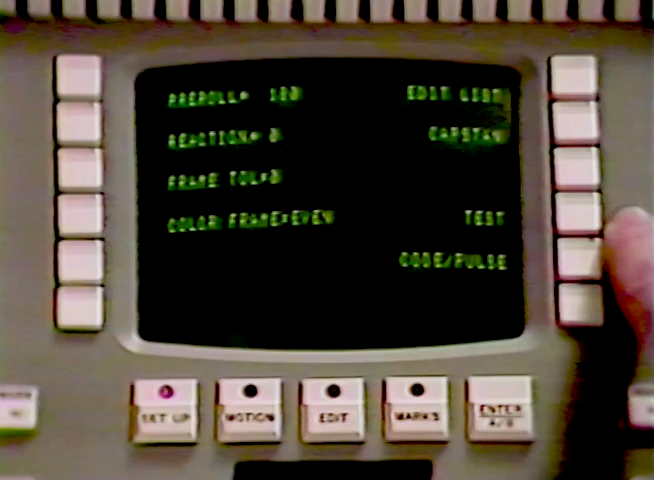 PREROLL= 180 EDIT LIST
REACTION= 0 CAPSTAN
FRAME TOL=0
COLOR FRAME=EVEN TEST
CODE/PULSE
SET UP MOTION EDIT MARKS ENTER